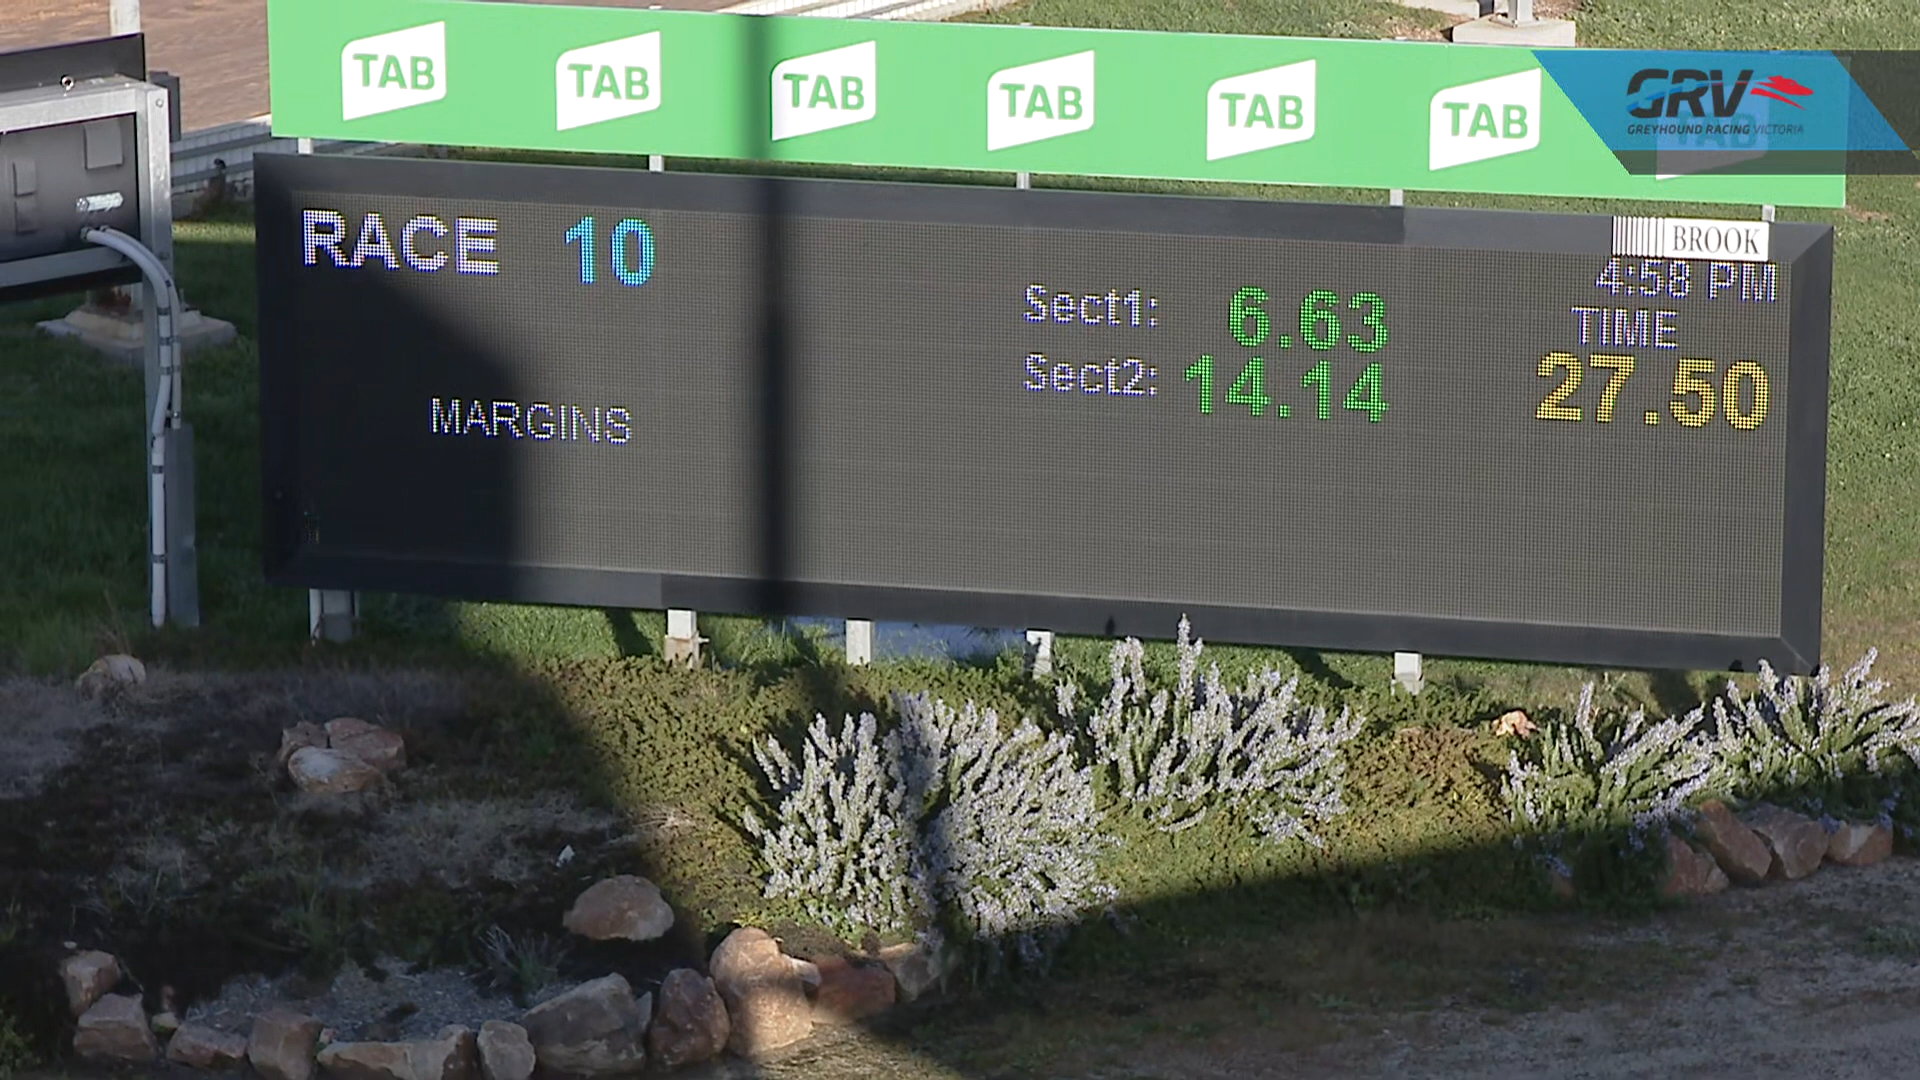 TAB TAB TAB TAB TAB TAB TAB
GRV
GREYHOUND RACING VICTORIA
BROOK
RACE 10
4:58 PM
Sect1: 6.63
TIME
Sect2: 14.14
27.50
MARGINS